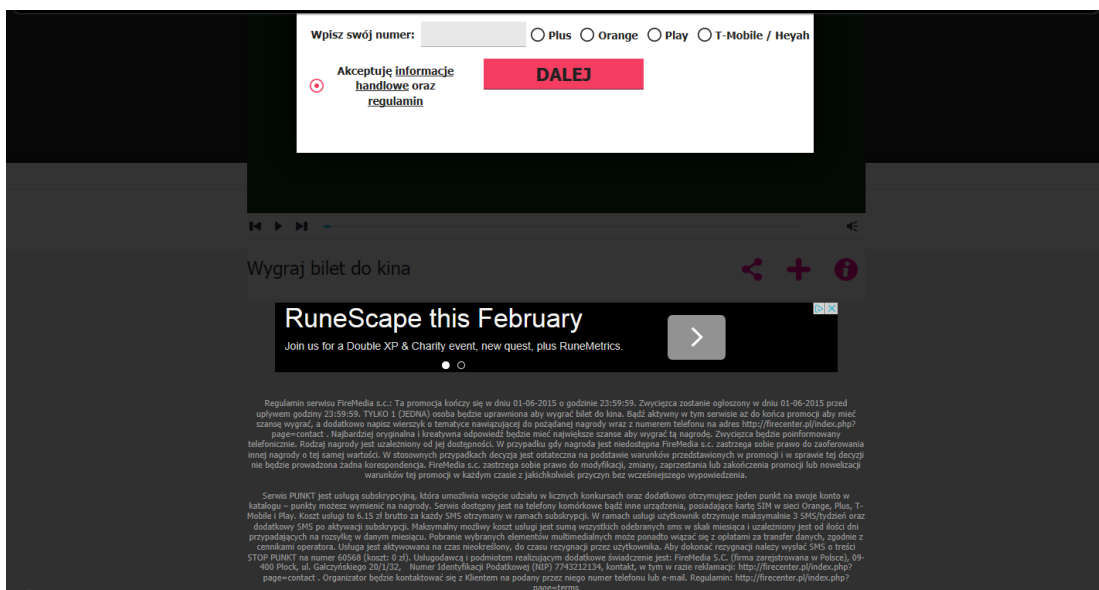 Wpisz swój numer: Plus Orange Play T-Mobile / Heyah
Akceptuję informacje
handlowe oraz
regulamin
DALEJ
Wygraj bilet do kina
RuneScape this February
Join us for a Double XP & Charity event, new quest, plus RuneMetrics.
Regulamin serwisu FireMedia s.c.: Ta promocja kończy się w dniu 01-06-2015 o godzinie 23:59:59. Zwycięzca zostanie ogłoszony w dniu 01-06-2015 przed
upływem godziny 23:59:59. TYLKO 1 (JEDNA) osoba będzie uprawniona aby wygrać bilet do kina. Bądź aktywny w tym serwisie aż do końca promocji aby mieć
szansę wygrać, a dodatkowo napisz wierszyk o tematyce nawiązującej do pożądanej nagrody wraz z numerem telefonu na adres http://firecenter.pl/index.php?
page=contact . Najbardziej oryginalna i kreatywna odpowiedź będzie mieć największe szanse aby wygrać tą nagrodę. Zwycięzca będzie poinformowany
telefonicznie. Rodzaj nagrody jest uzależniony od jej dostępności. W przypadku gdy nagroda jest niedostępna FireMedia s.c. zastrzega sobie prawo do zaoferowania
innej nagrody o tej samej wartości. W stosownych przypadkach decyzja jest ostateczna na podstawie warunków przedstawionych w promocji i w sprawie tej decyzji
nie będzie prowadzona żadna korespondencja. FireMedia s.c. zastrzega sobie prawo do modyfikacji, zmiany, zaprzestania lub zakończenia promocji lub nowelizacji
warunków tej promocji w każdym czasie z jakichkolwiek przyczyn bez wcześniejszego wypowiedzenia.
Serwis PUNKT jest usługą subskrypcyjną, która umożliwia wzięcie udziału w licznych konkursach oraz dodatkowo otrzymujesz jeden punkt na swoje konto w
katalogu – punkty możesz wymienić na nagrody. Serwis dostępny jest na telefony komórkowe bądź inne urządzenia, posiadające kartę SIM w sieci Orange, Plus, T-
Mobile i Play. Koszt usługi to 6.15 zł brutto za każdy SMS otrzymany w ramach subskrypcji. W ramach usługi użytkownik otrzymuje maksymalnie 3 SMS/tydzień oraz
dodatkowy SMS po aktywacji subskrypcji. Maksymalny możliwy koszt usługi jest sumą wszystkich odebranych sms w skali miesiąca i uzależniony jest od ilości dni
przypadających na rozsyłkę w danym miesiącu. Pobranie wybranych elementów multimedialnych może ponadto wiązać się z opłatami za transfer danych, zgodnie z
cennikami operatora. Usługa jest aktywowana na czas nieokreślony, do czasu rezygnacji przez użytkownika. Aby dokonać rezygnacji należy wysłać SMS o treści
STOP PUNKT na numer 60568 (koszt: 0 zł). Usługodawcą i podmiotem realizującym dodatkowe świadczenie jest: FireMedia S.C. (firma zarejstrowana w Polsce), 09-
400 Płock, ul. Gałczyńskiego 20/1/32, Numer Identyfikacji Podatkowej (NIP) 7743212134, kontakt, w tym w razie reklamacji: http://firecenter.pl/index.php?
page=contact . Organizator będzie kontaktować się z Klientem na podany przez niego numer telefonu lub e-mail. Regulamin: http://firecenter.pl/index.php?
page=terms